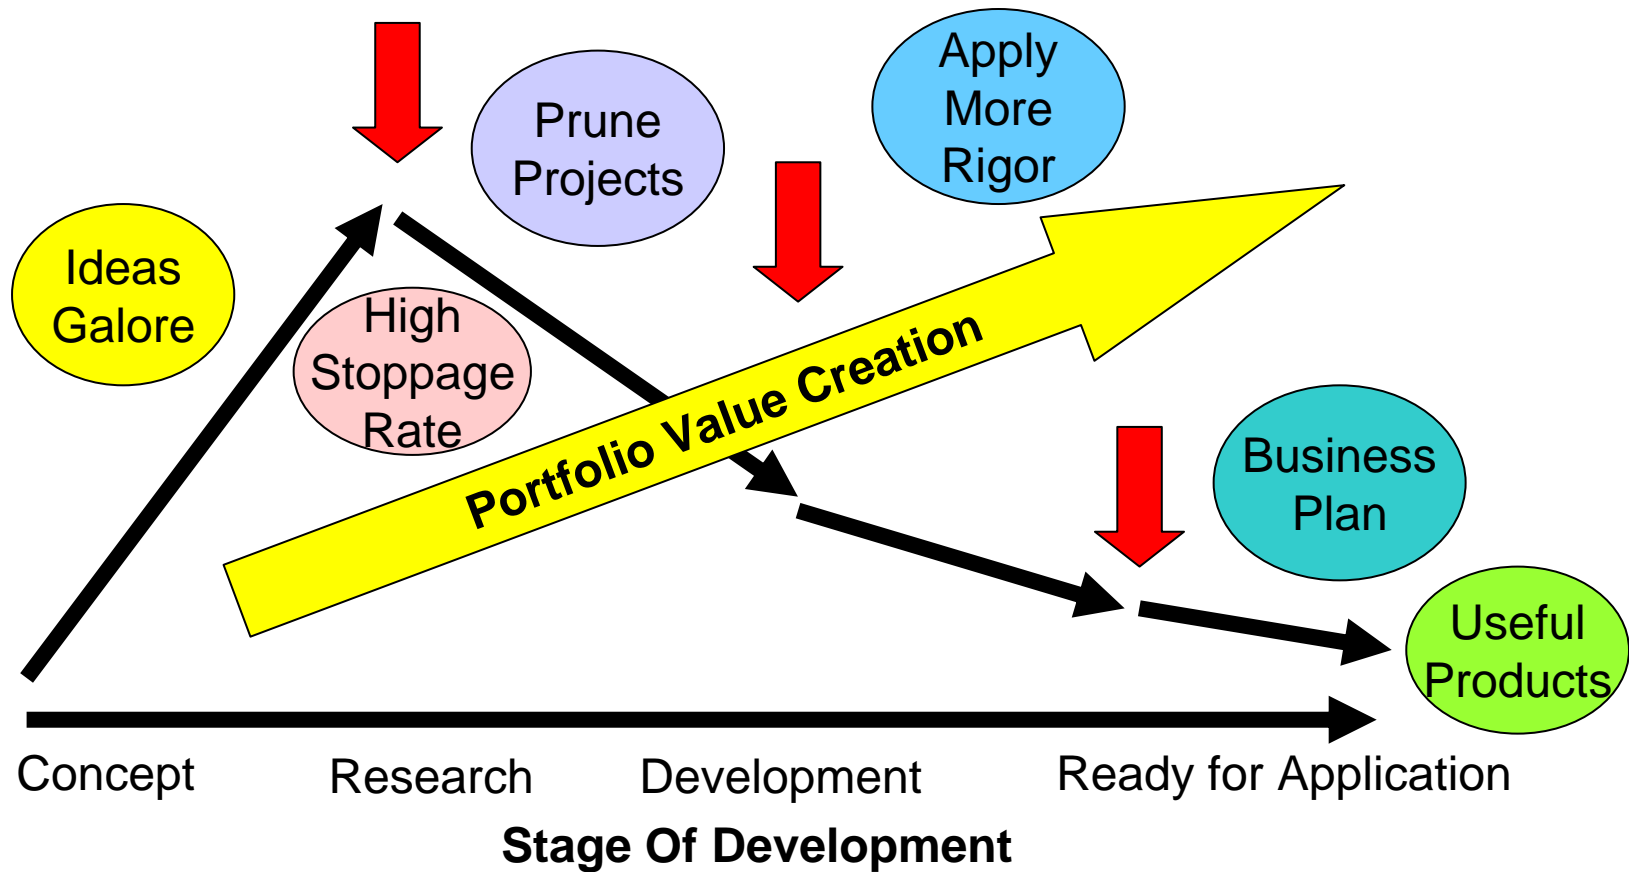 Apply
More
Rigor
Prune
Projects
Ideas
Galore
High
Stoppage
Rate
Portfolio Value Creation
Business
Plan
Useful
Products
Concept
Research
Development
Ready for Application
Stage Of Development